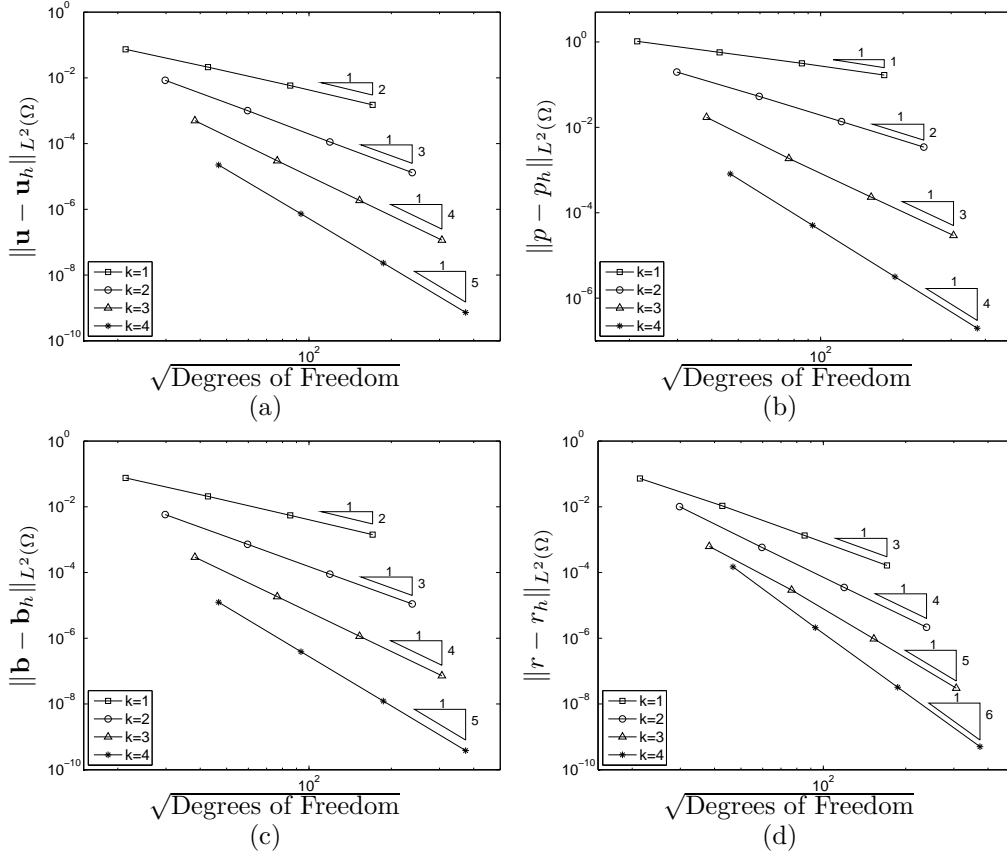 10^0
10^{-2}
10^{-4}
10^{-6}
10^{-8}
10^{-10}
‖u − u_h‖_{L^2(Ω)}
1
2
1
3
1
4
1
5
k=1
k=2
k=3
k=4
10^2
√Degrees of Freedom
(a)
10^0
10^{-2}
10^{-4}
10^{-6}
‖p − p_h‖_{L^2(Ω)}
1
1
1
2
1
3
1
4
k=1
k=2
k=3
k=4
10^2
√Degrees of Freedom
(b)
10^0
10^{-2}
10^{-4}
10^{-6}
10^{-8}
10^{-10}
‖b − b_h‖_{L^2(Ω)}
1
2
1
3
1
4
1
5
k=1
k=2
k=3
k=4
10^2
√Degrees of Freedom
(c)
10^0
10^{-2}
10^{-4}
10^{-6}
10^{-8}
10^{-10}
‖r − r_h‖_{L^2(Ω)}
1
3
1
4
1
5
1
6
k=1
k=2
k=3
k=4
10^2
√Degrees of Freedom
(d)